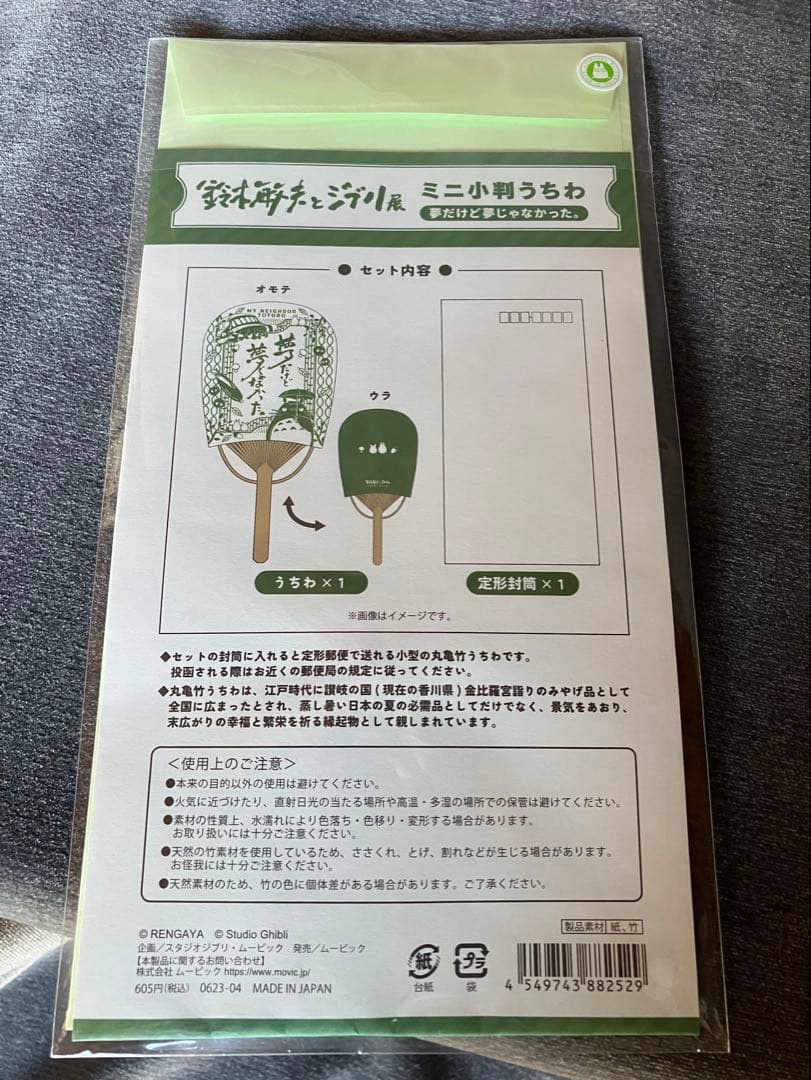 鈴木敏夫とジブリ展
ミニ小判うちわ
夢だけど夢じゃなかった。
セット内容
オモテ
MY NEIGHBOR
TOTORO
夢だけど
夢じゃなかった。
ウラ
うちわ×1
定形封筒×1
※画像はイメージです。
◆セットの封筒に入れると定形郵便で送れる小型の丸亀竹うちわです。
投函される際はお近くの郵便局の規定に従ってください。
◆丸亀竹うちわは、江戸時代に讃岐の国(現在の香川県)金比羅宮詣りのみやげ品として
全国に広まったとされ、蒸し暑い日本の夏の必需品としてだけでなく、景気をあおり、
末広がりの幸福と繁栄を祈る縁起物として親しまれています。
<使用上のご注意>
●本来の目的以外の使用は避けてください。
●火気に近づけたり、直射日光の当たる場所や高温・多湿の場所での保管は避けてください。
●素材の性質上、水濡れにより色落ち・色移り・変形する場合があります。
お取り扱いには十分ご注意ください。
●天然の竹素材を使用しているため、ささくれ、とげ、割れなどが生じる場合があります。
お怪我には十分ご注意ください。
●天然素材のため、竹の色に個体差がある場合があります。ご了承ください。
製品素材 紙、竹
© RENGAYA © Studio Ghibli
企画/スタジオジブリ・ムービック 発売/ムービック
【本製品に関するお問い合わせ】
株式会社 ムービック https://www.movic.jp/
605円(税込) 0623-04 MADE IN JAPAN
紙
台紙
プラ
袋
4 549743 882529